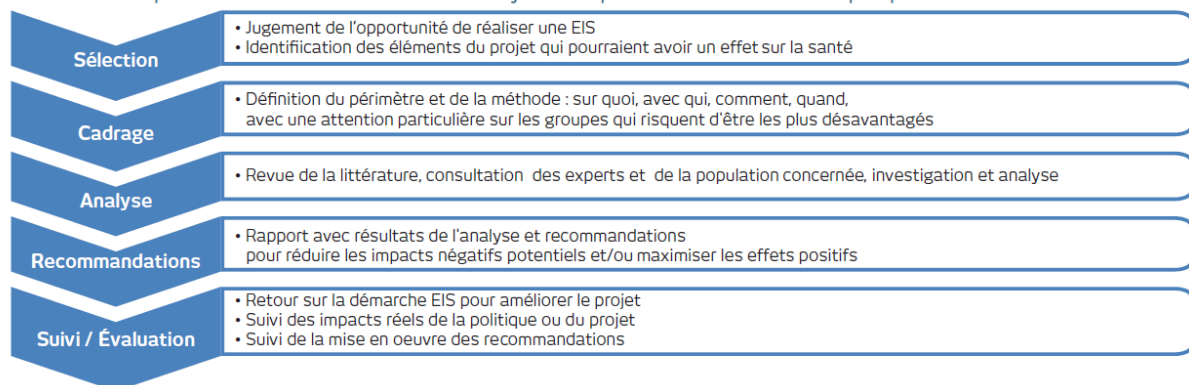 Sélection
• Jugement de l'opportunité de réaliser une EIS
• Identifiication des éléments du projet qui pourraient avoir un effet sur la santé
Cadrage
• Définition du périmètre et de la méthode : sur quoi, avec qui, comment, quand,
avec une attention particulière sur les groupes qui risquent d'être les plus désavantagés
Analyse
• Revue de la littérature, consultation des experts et de la population concernée, investigation et analyse
Recommandations
• Rapport avec résultats de l'analyse et recommandations
pour réduire les impacts négatifs potentiels et/ou maximiser les effets positifs
Suivi / Évaluation
• Retour sur la démarche EIS pour améliorer le projet
• Suivi des impacts réels de la politique ou du projet
• Suivi de la mise en oeuvre des recommandations